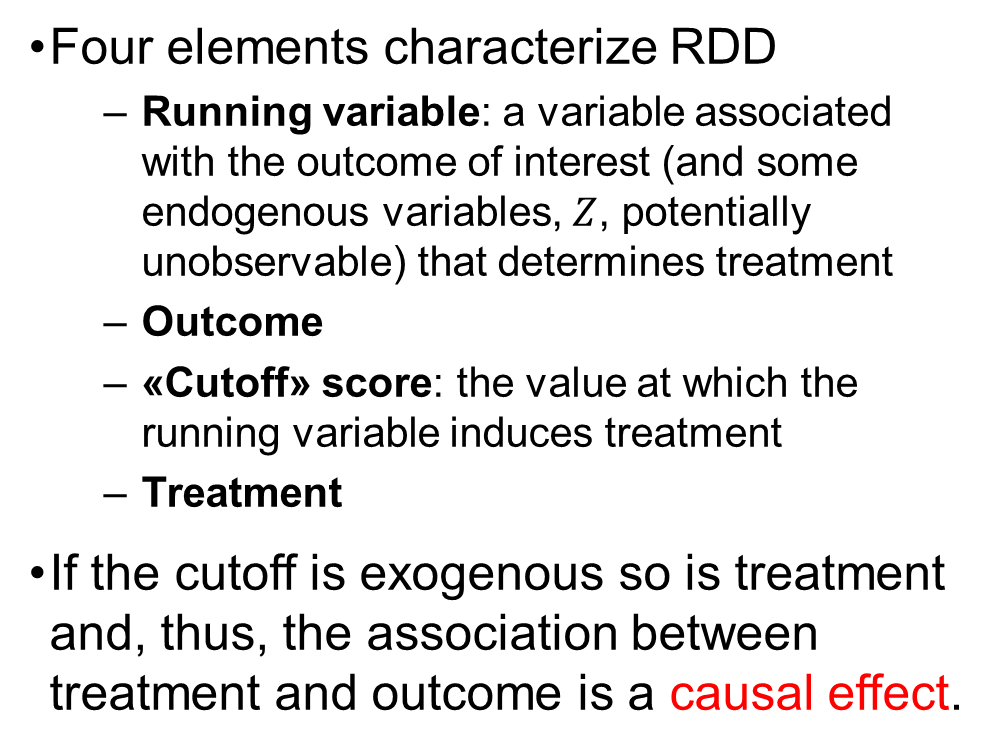 •Four elements characterize RDD
– Running variable: a variable associated
with the outcome of interest (and some
endogenous variables, Z, potentially
unobservable) that determines treatment
– Outcome
– «Cutoff» score: the value at which the
running variable induces treatment
– Treatment
•If the cutoff is exogenous so is treatment
and, thus, the association between
treatment and outcome is a causal effect.